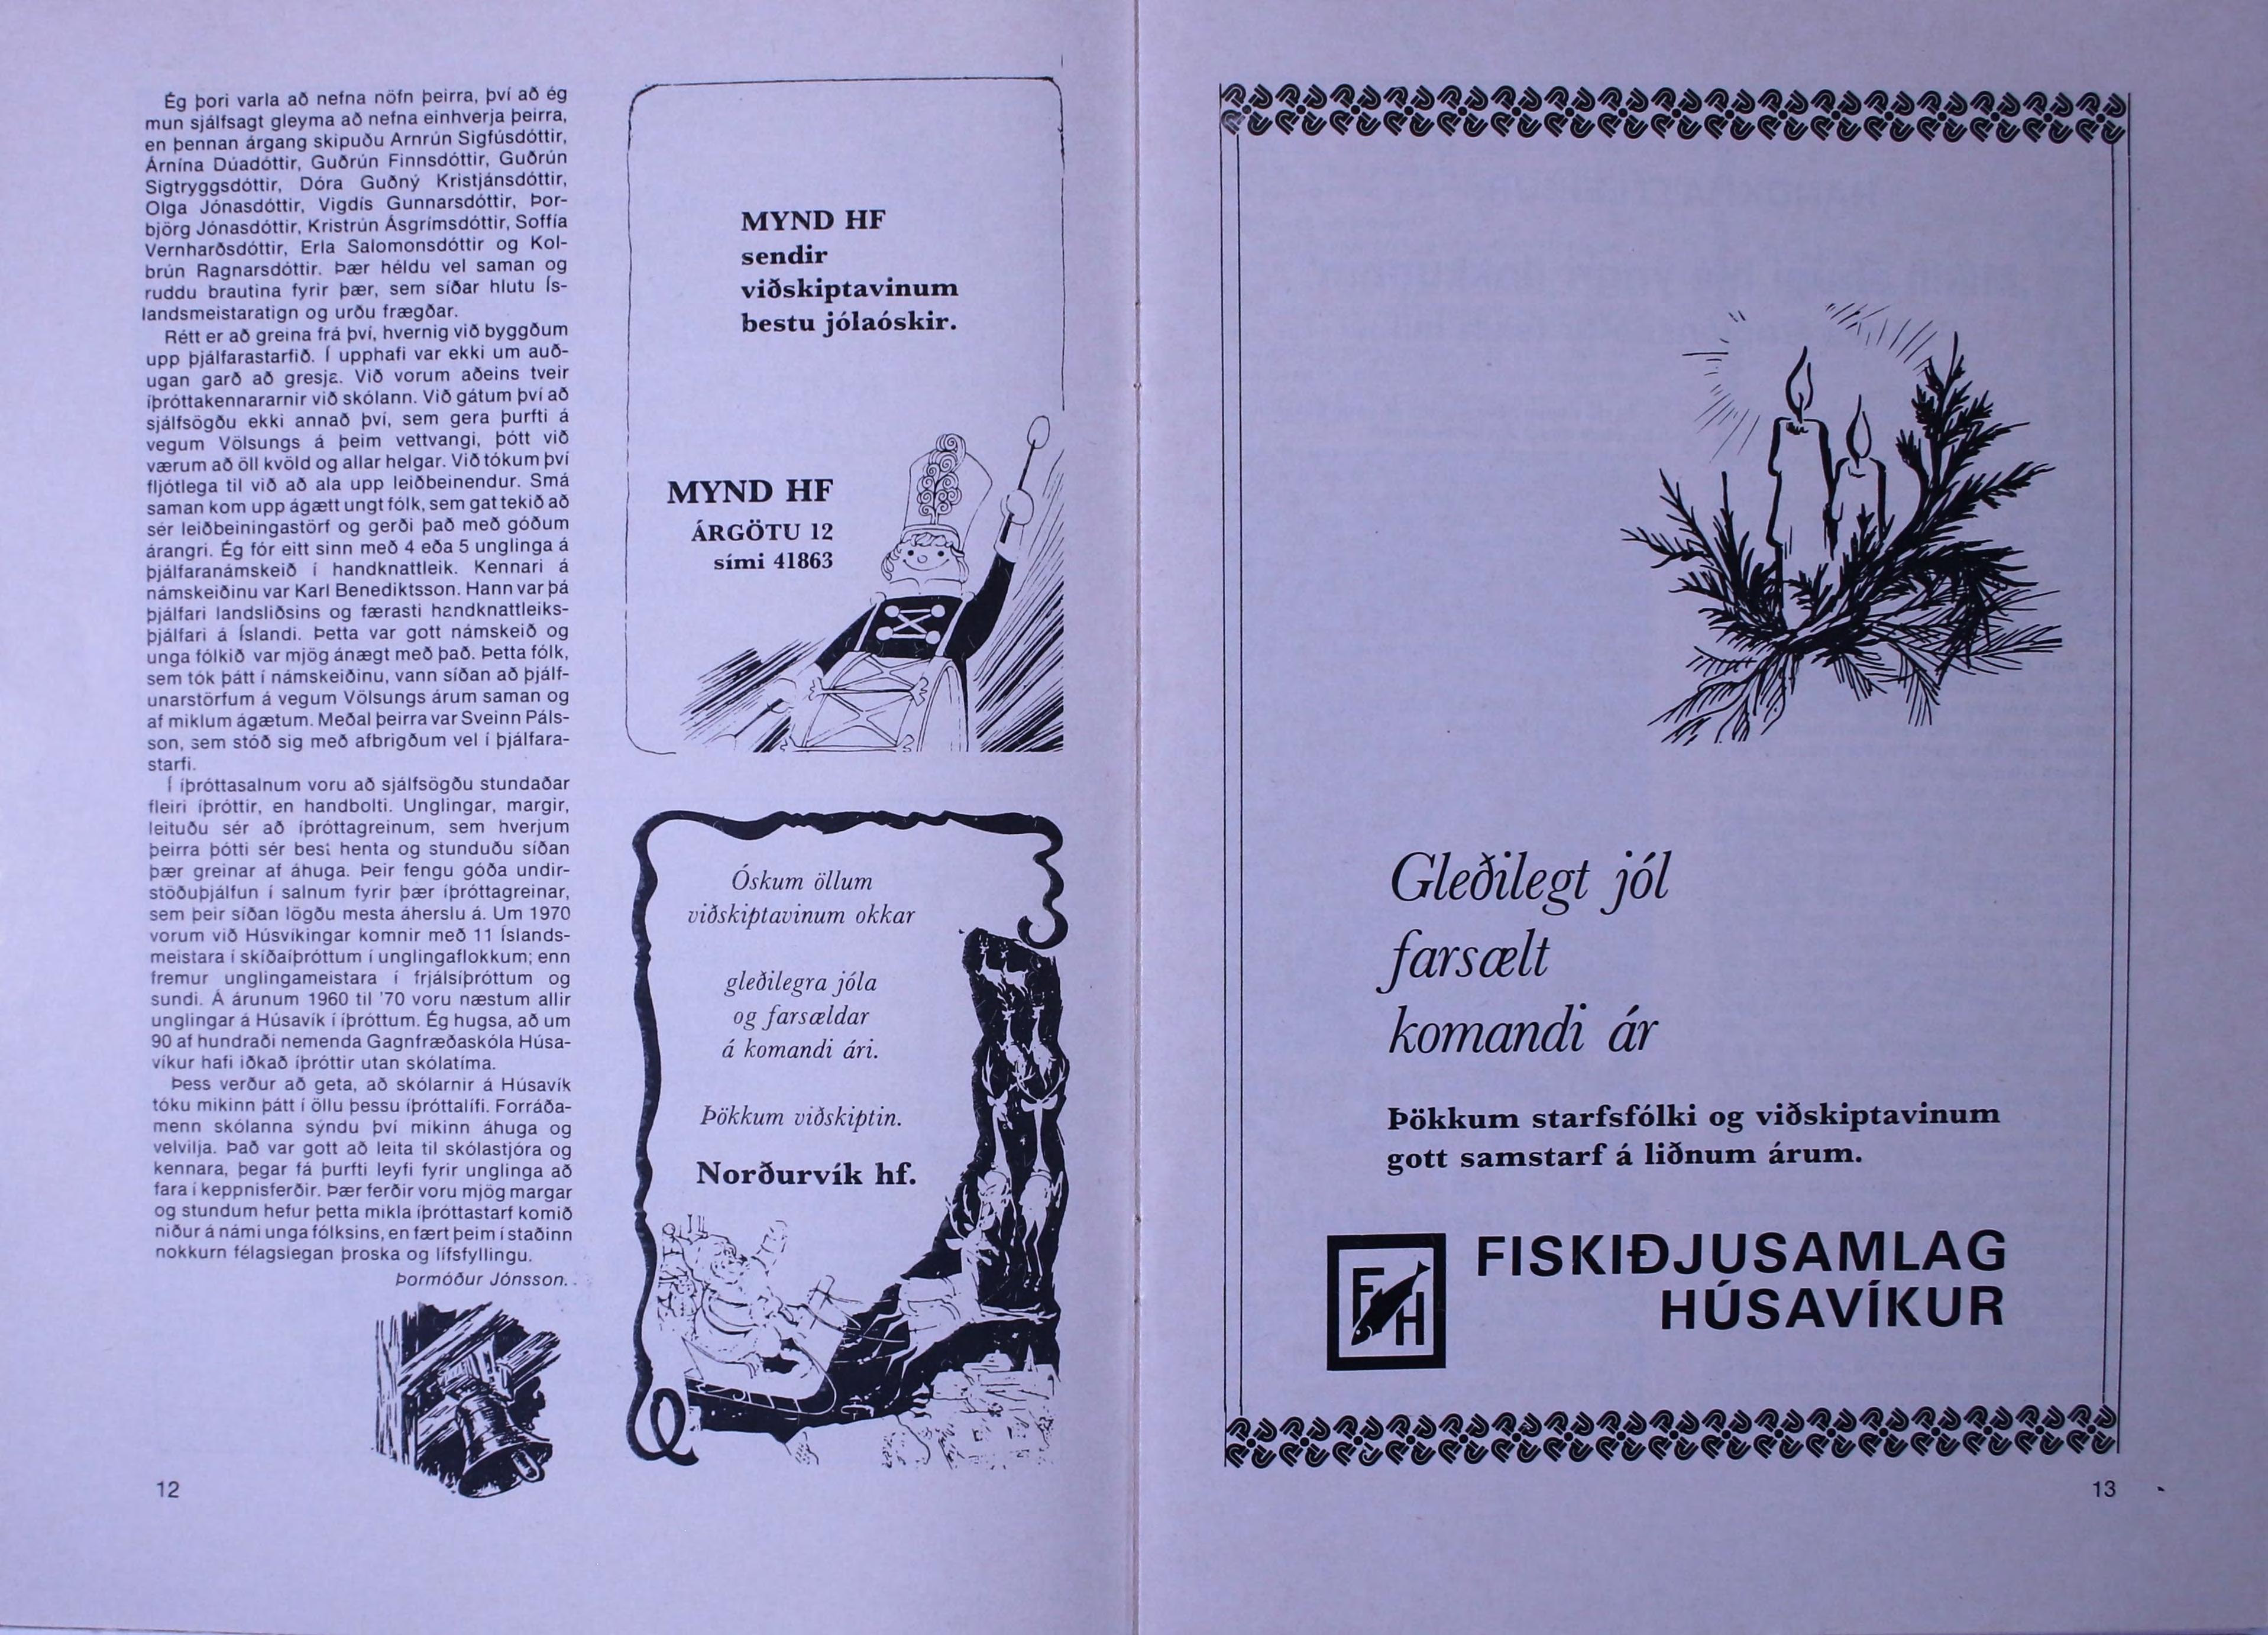 Ég þori varla að nefna nöfn þeirra, því að ég
mun sjálfsagt gleyma að nefna einhverja þeirra,
en þennan árgang skipuðu Arnrún Sigfúsdóttir,
Árnína Dúadóttir, Guðrún Finnsdóttir, Guðrún
Sigtryggsdóttir, Dóra Guðný Kristjánsdóttir,
Olga Jónasdóttir, Vigdís Gunnarsdóttir, Þor-
björg Jónasdóttir, Kristrún Ásgrímsdóttir, Soffía
Vernharðsdóttir, Erla Salomonsdóttir og Kol-
brún Ragnarsdóttir. Þær héldu vel saman og
ruddu brautina fyrir þær, sem síðar hlutu Ís-
landsmeistaratign og urðu frægðar.
Rétt er að greina frá því, hvernig við byggðum
upp þjálfarastarfið. Í upphafi var ekki um auð-
ugan garð að gresja. Við vorum aðeins tveir
íþróttakennararnir við skólann. Við gátum því að
sjálfsögðu ekki annað því, sem gera þurfti á
vegum Völsungs á þeim vettvangi, þótt við
værum að öll kvöld og allar helgar. Við tókum því
fljótlega til við að ala upp leiðbeinendur. Smá
saman kom upp ágætt ungt fólk, sem gat tekið að
sér leiðbeiningastörf og gerði það með góðum
árangri. Ég fór eitt sinn með 4 eða 5 unglinga á
þjálfaranámskeið í handknattleik. Kennari á
námskeiðinu var Karl Benediktsson. Hann var þá
þjálfari landsliðsins og færasti handknattleiks-
þjálfari á Íslandi. Þetta var gott námskeið og
unga fólkið var mjög ánægt með það. Þetta fólk,
sem tók þátt í námskeiðinu, vann síðan að þjálf-
unarstörfum á vegum Völsungs árum saman og
af miklum ágætum. Meðal þeirra var Sveinn Páls-
son, sem stóð sig með afbrigðum vel í þjálfara-
starfi.
Í íþróttasalnum voru að sjálfsögðu stundaðar
fleiri íþróttir, en handbolti. Unglingar, margir,
leituðu sér að íþróttagreinum, sem hverjum
þeirra þótti sér best henta og stunduðu síðan
þær greinar af áhuga. Þeir fengu góða undir-
stöðuþjálfun í salnum fyrir þær íþróttagreinar,
sem þeir síðan lögðu mesta áherslu á. Um 1970
vorum við Húsvíkingar komnir með 11 Íslands-
meistara í skíðaíþróttum í unglingaflokkum; enn
fremur unglingameistara í frjálsíþróttum og
sundi. Á árunum 1960 til '70 voru næstum allir
unglingar á Húsavík í íþróttum. Ég hugsa, að um
90 af hundraði nemenda Gagnfræðaskóla Húsa-
víkur hafi iðkað íþróttir utan skólatíma.
Þess verður að geta, að skólarnir á Húsavík
tóku mikinn þátt í öllu þessu íþróttalífi. Forráða-
menn skólanna sýndu því mikinn áhuga og
velvilja. Það var gott að leita til skólastjóra og
kennara, þegar fá þurfti leyfi fyrir unglinga að
fara í keppnisferðir. Þær ferðir voru mjög margar
og stundum hefur þetta mikla íþróttastarf komið
niður á námi unga fólksins, en fært þeim í staðinn
nokkurn félagslegan þroska og lífsfyllingu.
Þormóður Jónsson.
12
MYND HF
sendir
viðskiptavinum
bestu jólaóskir.
MYND HF
ÁRGÖTU 12
sími 41863
Óskum öllum
viðskiptavinum okkar
gleðilegra jóla
og farsældar
á komandi ári.
Þökkum viðskiptin.
Norðurvík hf.
Gleðilegt jól
farsælt
komandi ár
Þökkum starfsfólki og viðskiptavinum
gott samstarf á liðnum árum.
F H
FISKIÐJUSAMLAG
HÚSAVÍKUR
13